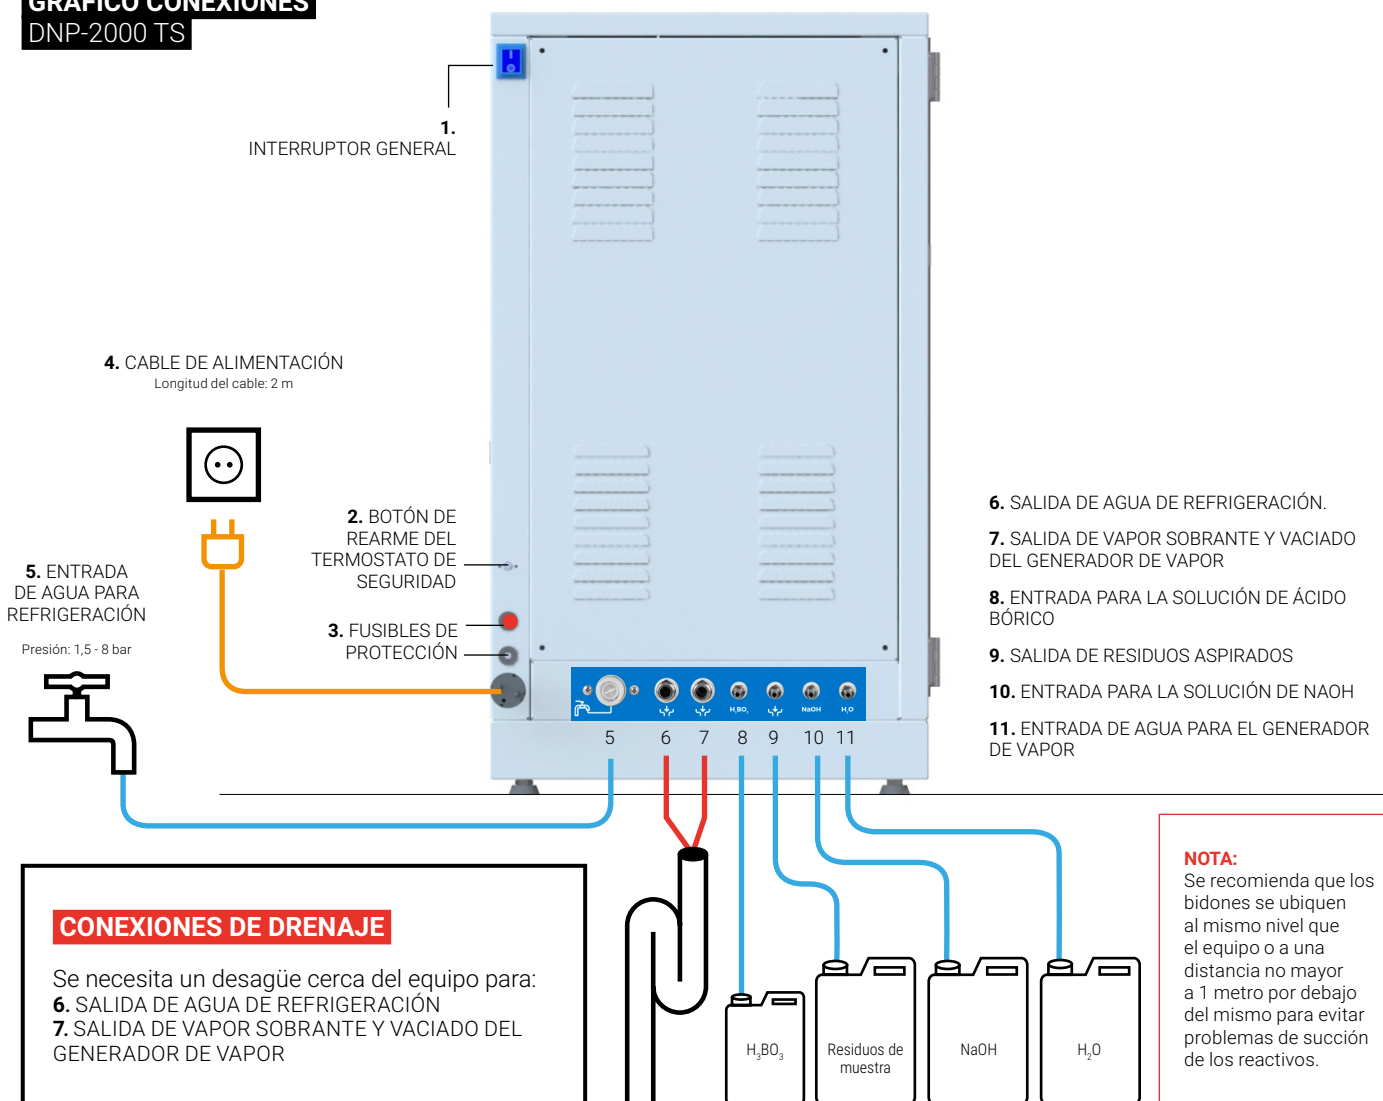 GRÁFICO CONEXIONES
DNP-2000 TS
1.
INTERRUPTOR GENERAL
4. CABLE DE ALIMENTACIÓN
Longitud del cable: 2 m
2. BOTÓN DE
REARME DEL
TERMOSTATO DE
SEGURIDAD
3. FUSIBLES DE
PROTECCIÓN
5. ENTRADA
DE AGUA PARA
REFRIGERACIÓN
Presión: 1,5 - 8 bar
6. SALIDA DE AGUA DE REFRIGERACIÓN.
7. SALIDA DE VAPOR SOBRANTE Y VACIADO
DEL GENERADOR DE VAPOR
8. ENTRADA PARA LA SOLUCIÓN DE ÁCIDO
BÓRICO
9. SALIDA DE RESIDUOS ASPIRADOS
10. ENTRADA PARA LA SOLUCIÓN DE NAOH
11. ENTRADA DE AGUA PARA EL GENERADOR
DE VAPOR
H₃BO₃ NaOH H₂O
5 6 7 8 9 10 11
CONEXIONES DE DRENAJE
Se necesita un desagüe cerca del equipo para:
6. SALIDA DE AGUA DE REFRIGERACIÓN
7. SALIDA DE VAPOR SOBRANTE Y VACIADO DEL
GENERADOR DE VAPOR
H₃BO₃
Residuos de
muestra
NaOH
H₂O
NOTA:
Se recomienda que los
bidones se ubiquen
al mismo nivel que
el equipo o a una
distancia no mayor
a 1 metro por debajo
del mismo para evitar
problemas de succión
de los reactivos.